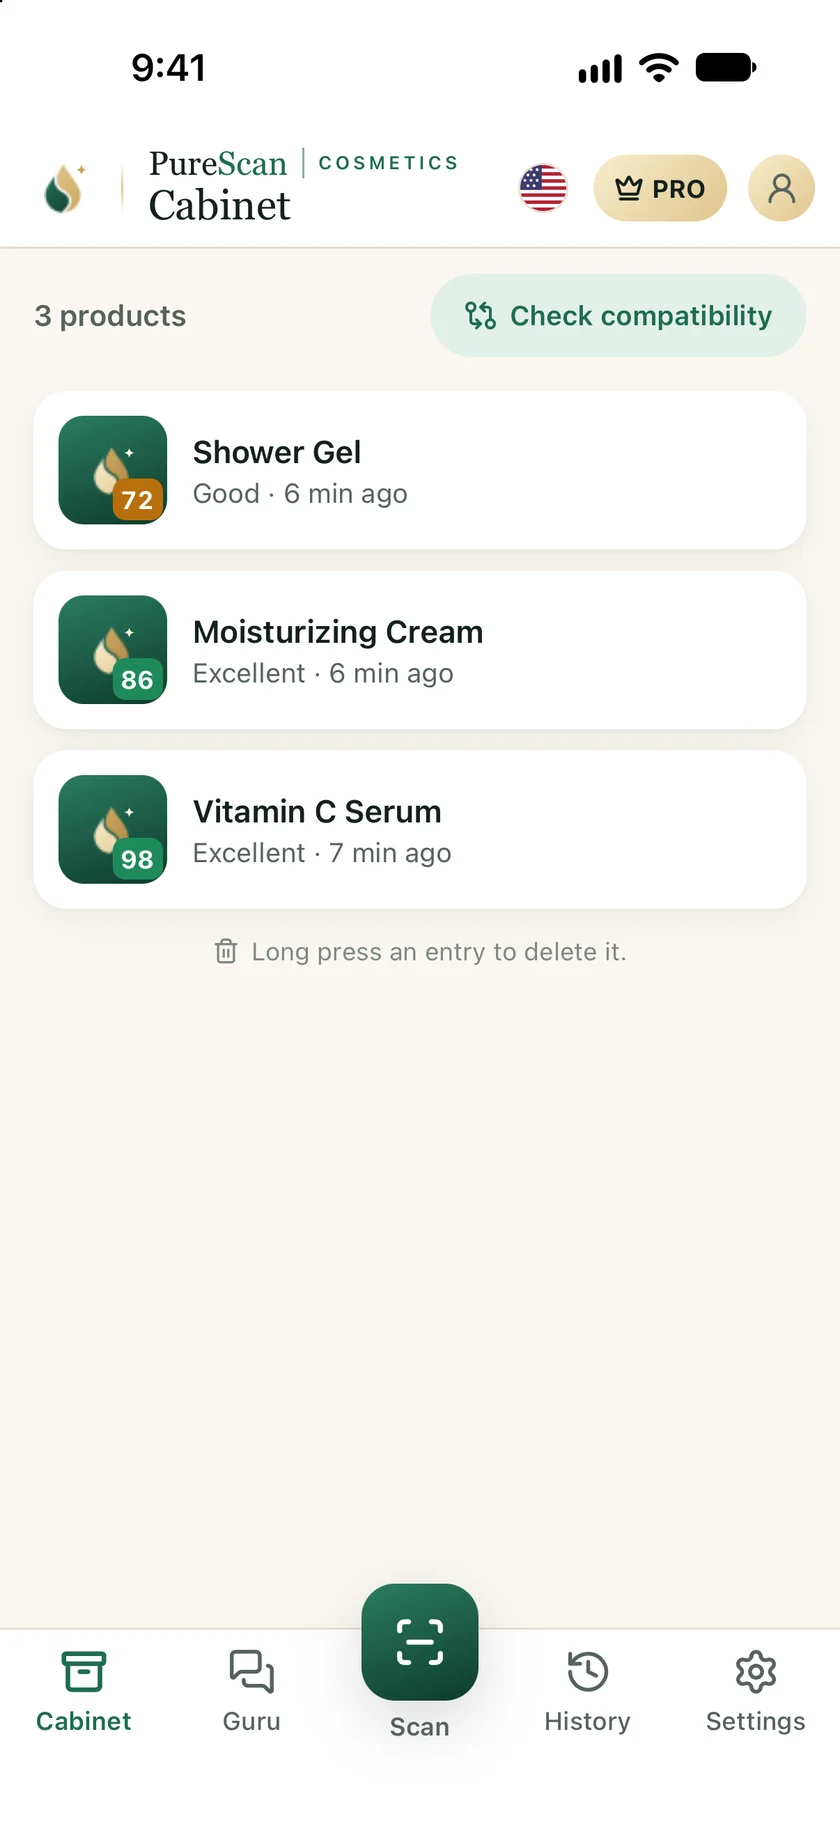 9:41
PureScan | COSMETICS
Cabinet
PRO
3 products
Check compatibility
72
Shower Gel
Good · 6 min ago
86
Moisturizing Cream
Excellent · 6 min ago
98
Vitamin C Serum
Excellent · 7 min ago
Long press an entry to delete it.
Cabinet
Guru
Scan
History
Settings